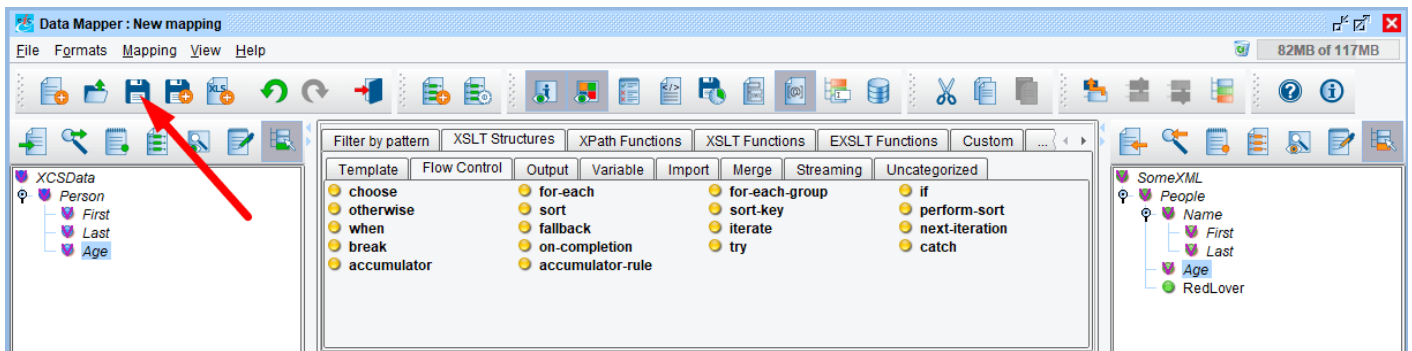 Data Mapper : New mapping
File Formats Mapping View Help
82MB of 117MB
XLS
</>
[@]
Filter by pattern XSLT Structures XPath Functions XSLT Functions EXSLT Functions Custom ...
Template Flow Control Output Variable Import Merge Streaming Uncategorized
XCSData
Person
First
Last
Age
choose for-each for-each-group if
otherwise sort sort-key perform-sort
when fallback iterate next-iteration
break on-completion try catch
accumulator accumulator-rule
SomeXML
People
Name
First
Last
Age
RedLover